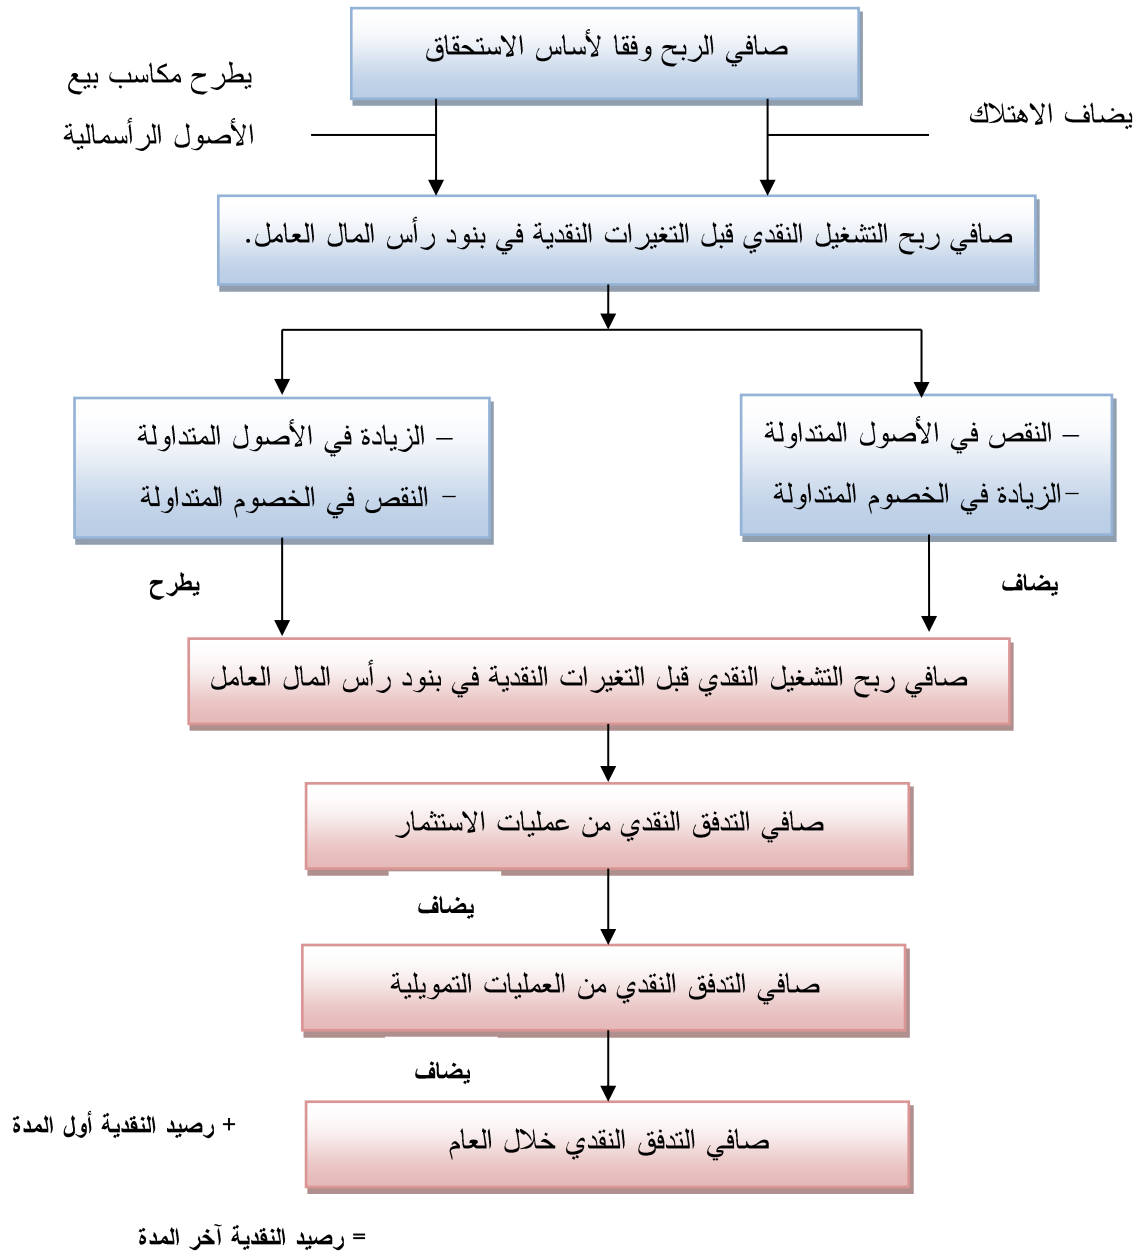 صافي الربح وفقا لأساس الاستحقاق
يضاف الاهتلاك
يطرح مكاسب بيع
الأصول الرأسمالية
صافي ربح التشغيل النقدي قبل التغيرات النقدية في بنود رأس المال العامل.
– النقص في الأصول المتداولة
-الزيادة في الخصوم المتداولة
– الزيادة في الأصول المتداولة
- النقص في الخصوم المتداولة
يضاف
يطرح
صافي ربح التشغيل النقدي قبل التغيرات النقدية في بنود رأس المال العامل
صافي التدفق النقدي من عمليات الاستثمار
يضاف
صافي التدفق النقدي من العمليات التمويلية
يضاف
صافي التدفق النقدي خلال العام
+ رصيد النقدية أول المدة
= رصيد النقدية آخر المدة